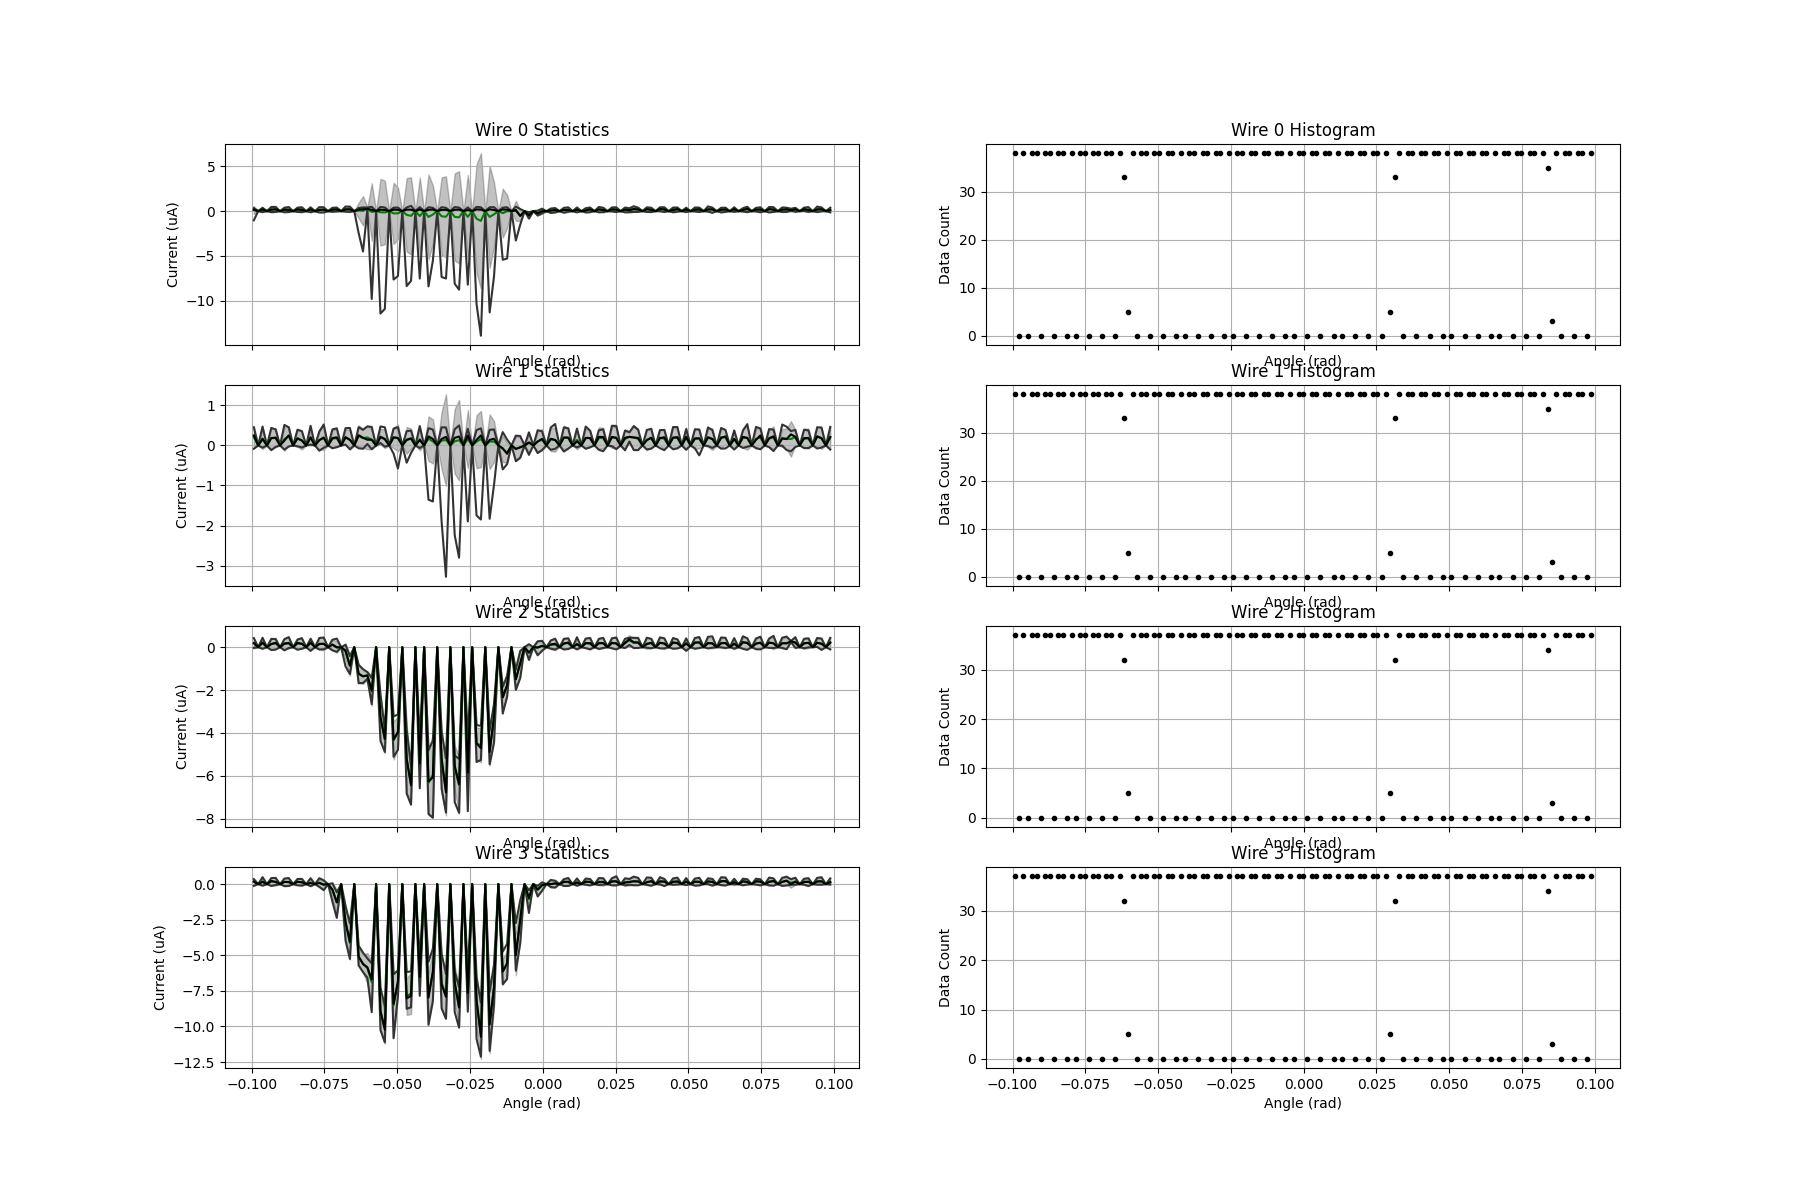 Wire 0 Statistics
Current (uA)
5
0
−5
−10
Angle (rad)
Wire 0 Histogram
Data Count
30
20
10
0
Angle (rad)
Wire 1 Statistics
Current (uA)
1
0
−1
−2
−3
Angle (rad)
Wire 1 Histogram
Data Count
30
20
10
0
Angle (rad)
Wire 2 Statistics
Current (uA)
0
−2
−4
−6
−8
Angle (rad)
Wire 2 Histogram
Data Count
30
20
10
0
Angle (rad)
Wire 3 Statistics
Current (uA)
0.0
−2.5
−5.0
−7.5
−10.0
−12.5
−0.100 −0.075 −0.050 −0.025 0.000 0.025 0.050 0.075 0.100
Angle (rad)
Wire 3 Histogram
Data Count
30
20
10
0
−0.100 −0.075 −0.050 −0.025 0.000 0.025 0.050 0.075 0.100
Angle (rad)